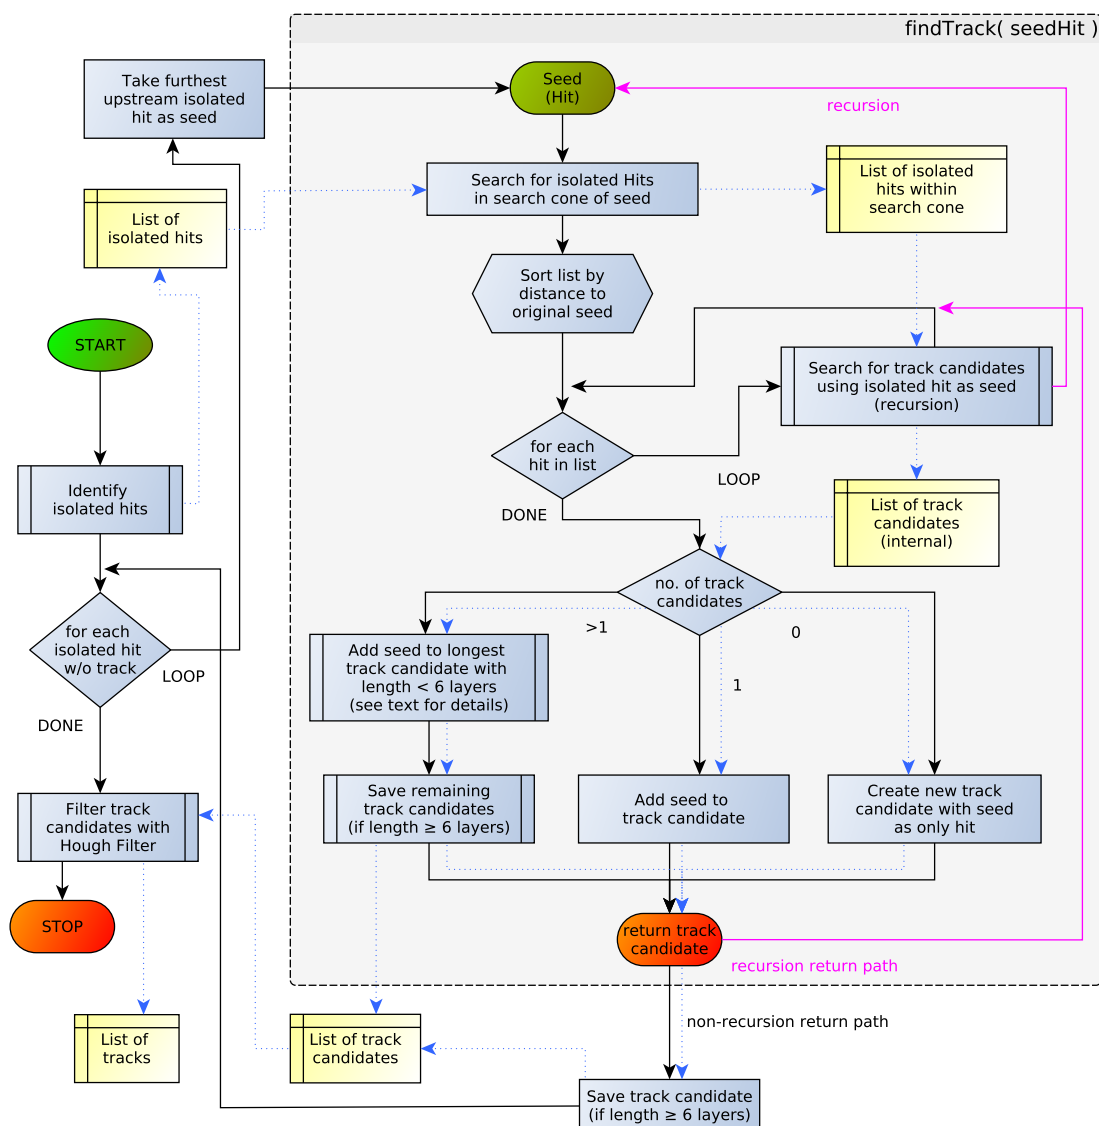 findTrack( seedHit )
Take furthest
upstream isolated
hit as seed
Seed
(Hit)
recursion
List of
isolated hits
Search for isolated Hits
in search cone of seed
List of isolated
hits within
search cone
Sort list by
distance to
original seed
START
Search for track candidates
using isolated hit as seed
(recursion)
for each
hit in list
LOOP
DONE
Identify
isolated hits
List of track
candidates
(internal)
no. of track
candidates
>1
0
1
for each
isolated hit
w/o track
LOOP
DONE
Add seed to longest
track candidate with
length < 6 layers
(see text for details)
Filter track
candidates with
Hough Filter
Save remaining
track candidates
(if length ≥ 6 layers)
Add seed to
track candidate
Create new track
candidate with seed
as only hit
STOP
return track
candidate
recursion return path
non-recursion return path
List of
tracks
List of track
candidates
Save track candidate
(if length ≥ 6 layers)